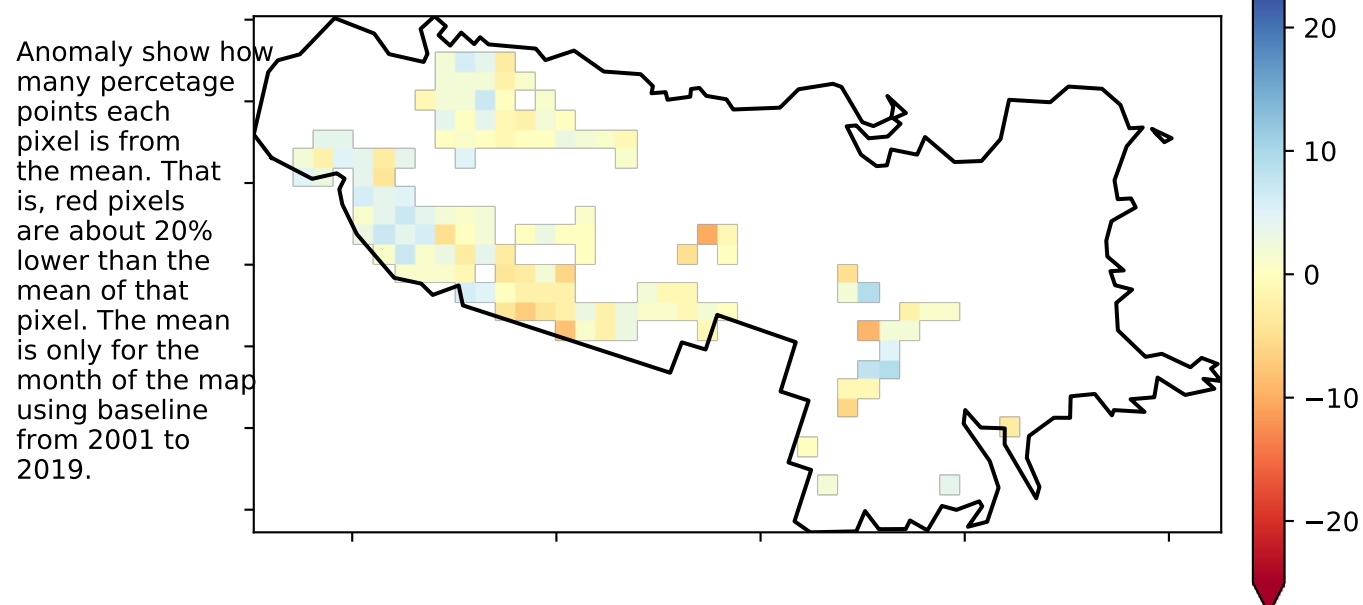 Anomaly show how
many percetage
points each
pixel is from
the mean. That
is, red pixels
are about 20%
lower than the
mean of that
pixel. The mean
is only for the
month of the map
using baseline
from 2001 to
2019.
20
10
0
−10
−20